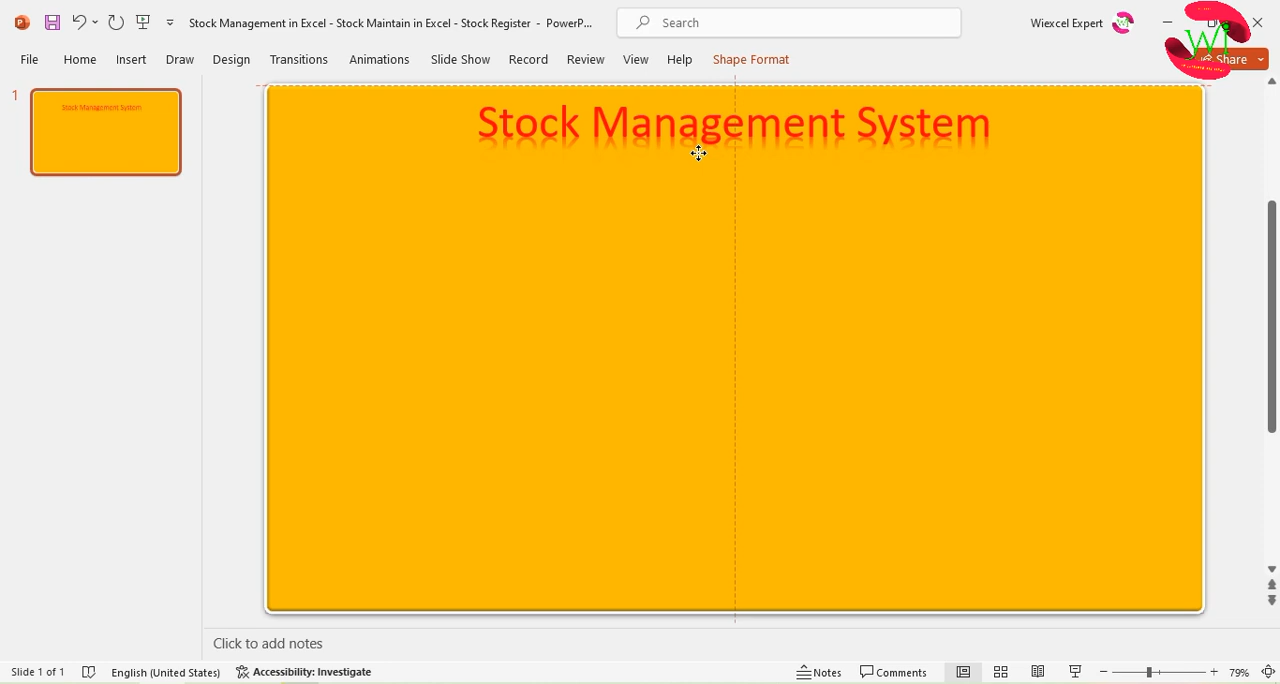 Stock Management in Excel - Stock Maintain in Excel - Stock Register - PowerP...
Search
Wiexcel Expert
File Home Insert Draw Design Transitions Animations Slide Show Record Review View Help Shape Format Share
1
Stock Management System
Stock Management System
Click to add notes
Slide 1 of 1 English (United States) Accessibility: Investigate Notes Comments 79%